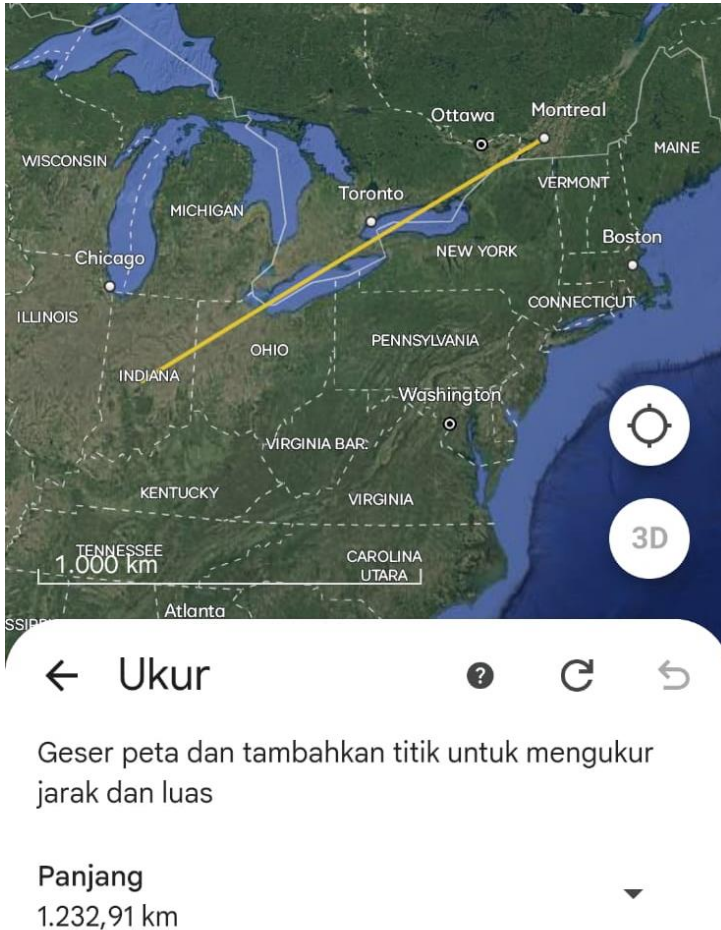 Ottawa
Montreal
WISCONSIN
MAINE
VERMONT
Toronto
MICHIGAN
NEW YORK
Boston
Chicago
CONNECTICUT
ILLINOIS
OHIO
PENNSYLVANIA
INDIANA
Washington
VIRGINIA BAR.
KENTUCKY
VIRGINIA
3D
TENNESSEE
1.000 km
CAROLINA
UTARA
Atlanta
Ukur
Geser peta dan tambahkan titik untuk mengukur
jarak dan luas
Panjang
1.232,91 km